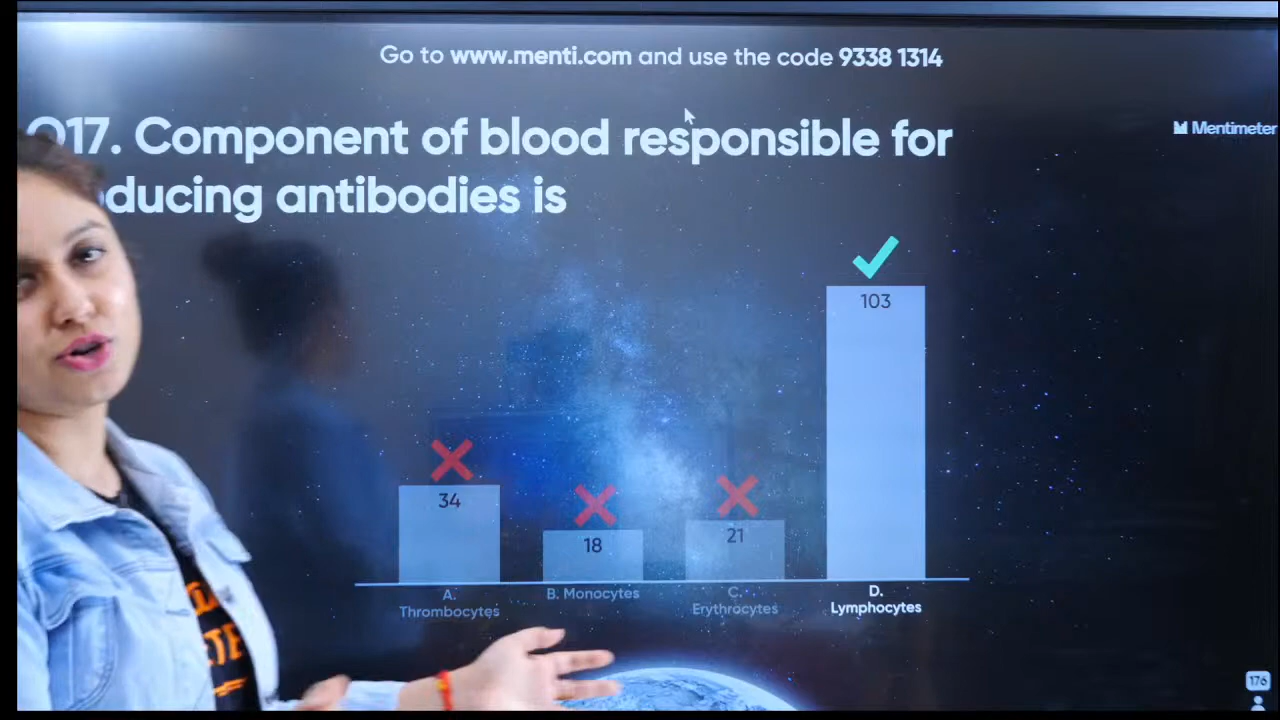 Go to www.menti.com and use the code 9338 1314
Q17. Component of blood responsible for
ducing antibodies is
Mentimeter
103
34
18
21
A.
Thrombocytes
B. Monocytes
C.
Erythrocytes
D.
Lymphocytes
176